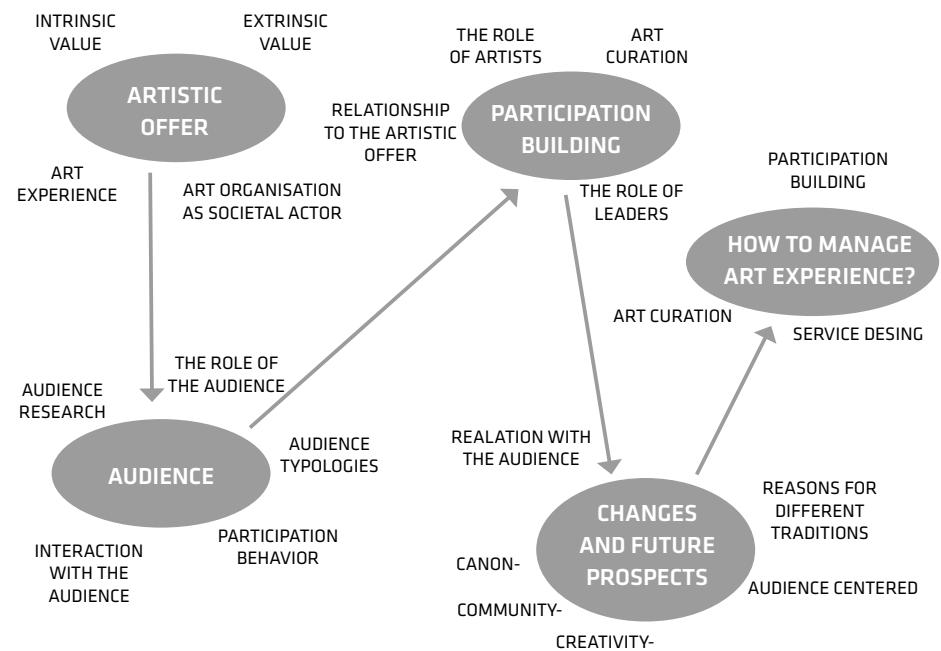 INTRINSIC
VALUE
EXTRINSIC
VALUE
ARTISTIC
OFFER
ART
EXPERIENCE
ART ORGANISATION
AS SOCIETAL ACTOR
THE ROLE OF
THE AUDIENCE
AUDIENCE
RESEARCH
AUDIENCE
AUDIENCE
TYPOLOGIES
PARTICIPATION
BEHAVIOR
INTERACTION
WITH THE
AUDIENCE
THE ROLE
OF ARTISTS
ART
CURATION
RELATIONSHIP
TO THE ARTISTIC
OFFER
PARTICIPATION
BUILDING
THE ROLE OF
LEADERS
REALATION WITH
THE AUDIENCE
CHANGES
AND FUTURE
PROSPECTS
REASONS FOR
DIFFERENT
TRADITIONS
CANON-
COMMUNITY-
CREATIVITY-
AUDIENCE CENTERED
PARTICIPATION
BUILDING
HOW TO MANAGE
ART EXPERIENCE?
ART CURATION
SERVICE DESING